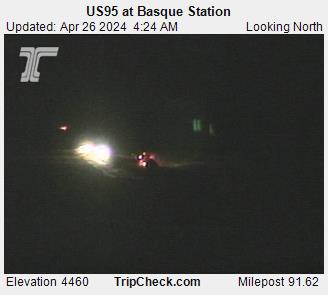 US95 at Basque Station
Updated: Apr 26 2024 4:24 AM Looking North
Elevation 4460 TripCheck.com Milepost 91.62